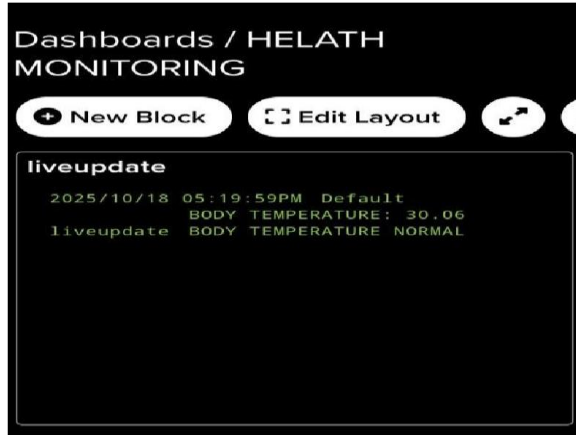 Dashboards / HELATH
MONITORING
New Block
Edit Layout
liveupdate
2025/10/18 05:19:59PM Default
BODY TEMPERATURE: 30.06
liveupdate BODY TEMPERATURE NORMAL